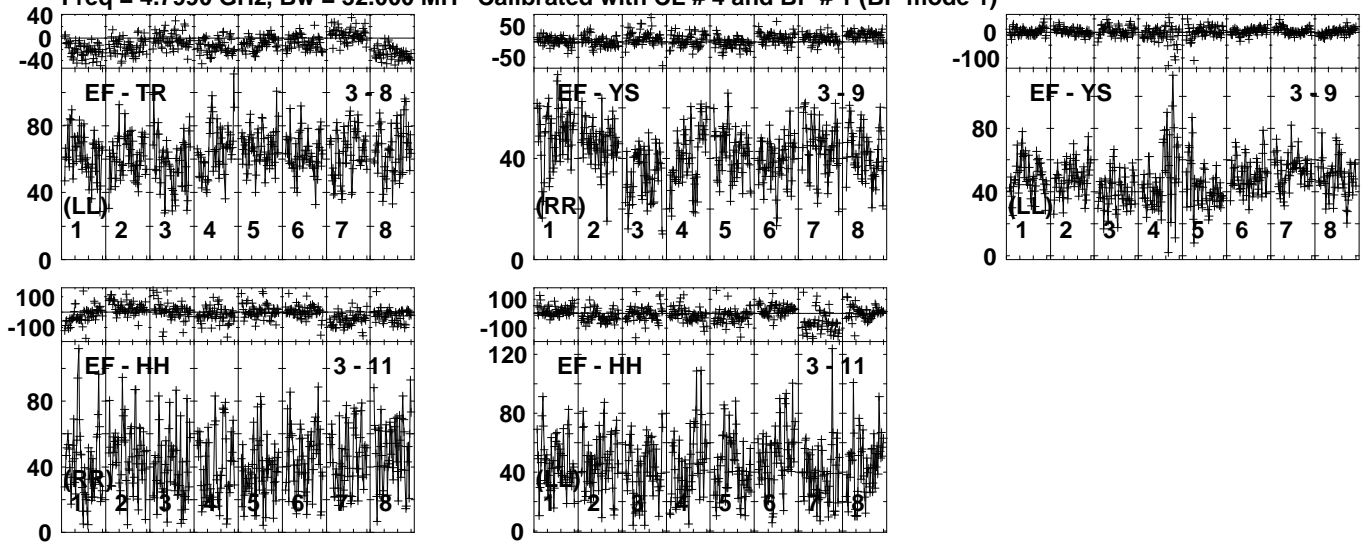 Freq = 4.7990 GHz, Bw = 32.000 MH Calibrated with CL # 4 and BP # 1 (BP mode 1)
40
0
-40
EF - TR 3 - 8
80
40
(LL)
1 2 3 4 5 6 7 8
0
50
-50
EF - YS 3 - 9
40
(RR)
1 2 3 4 5 6 7 8
0
0
-100
EF - YS 3 - 9
80
40
(LL)
1 2 3 4 5 6 7 8
0
100
-100
EF - HH 3 - 11
80
40
(RR)
1 2 3 4 5 6 7 8
0
100
-100
120
EF - HH 3 - 11
80
40
(LL)
1 2 3 4 5 6 7 8
0